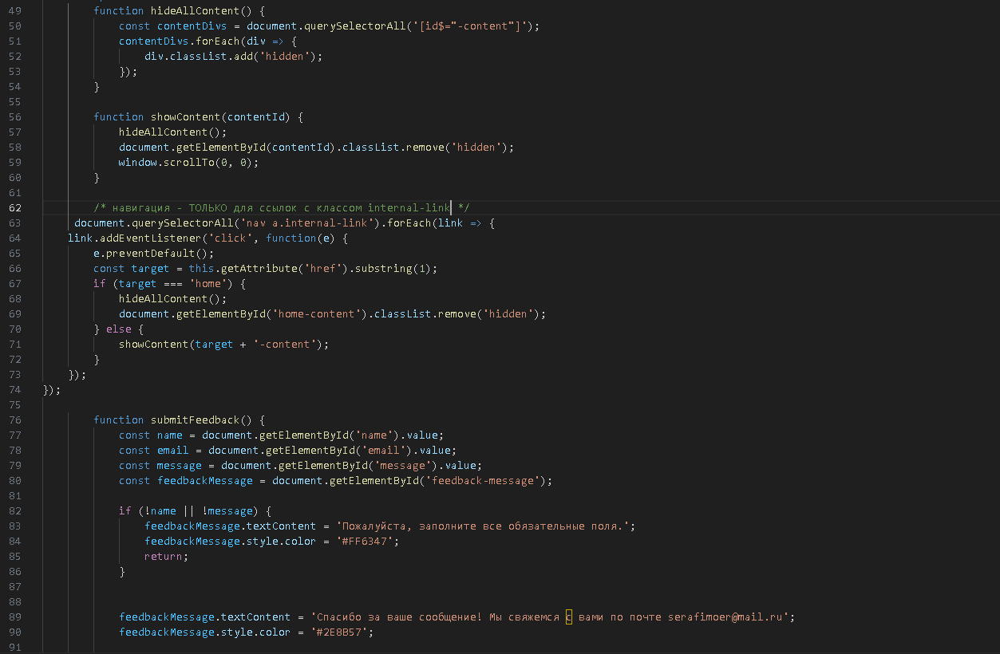 49 function hideAllContent() {
50 const contentDivs = document.querySelectorAll('[id$="-content"]');
51 contentDivs.forEach(div => {
52 div.classList.add('hidden');
53 });
54 }
55
56 function showContent(contentId) {
57 hideAllContent();
58 document.getElementById(contentId).classList.remove('hidden');
59 window.scrollTo(0, 0);
60 }
61
62 /* навигация - ТОЛЬКО для ссылок с классом internal-link */
63 document.querySelectorAll('nav a.internal-link').forEach(link => {
64 link.addEventListener('click', function(e) {
65 e.preventDefault();
66 const target = this.getAttribute('href').substring(1);
67 if (target === 'home') {
68 hideAllContent();
69 document.getElementById('home-content').classList.remove('hidden');
70 } else {
71 showContent(target + '-content');
72 }
73 });
74 });
75
76 function submitFeedback() {
77 const name = document.getElementById('name').value;
78 const email = document.getElementById('email').value;
79 const message = document.getElementById('message').value;
80 const feedbackMessage = document.getElementById('feedback-message');
81
82 if (!name || !message) {
83 feedbackMessage.textContent = 'Пожалуйста, заполните все обязательные поля.';
84 feedbackMessage.style.color = '#FF6347';
85 return;
86 }
87
88
89 feedbackMessage.textContent = 'Спасибо за ваше сообщение! Мы свяжемся с вами по почте serafimoer@mail.ru';
90 feedbackMessage.style.color = '#2E8B57';
91